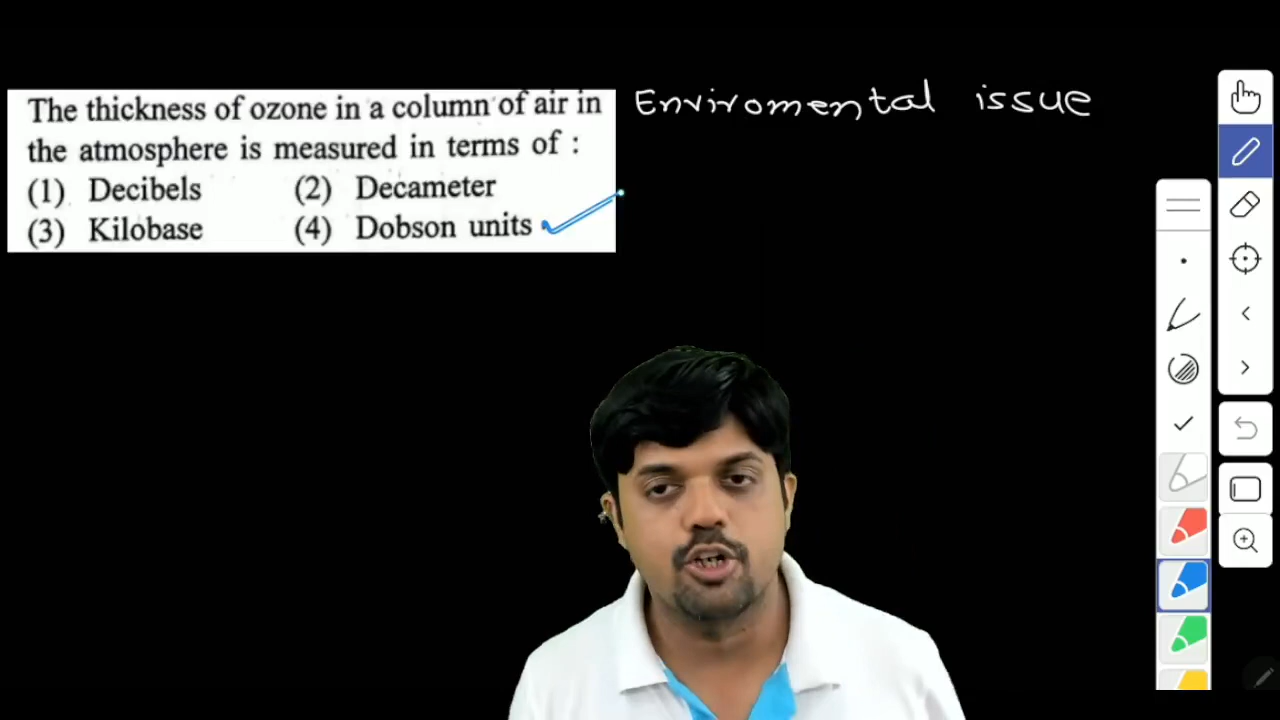 The thickness of ozone in a column of air in
the atmosphere is measured in terms of :
(1) Decibels (2) Decameter
(3) Kilobase (4) Dobson units
Enviromental issue